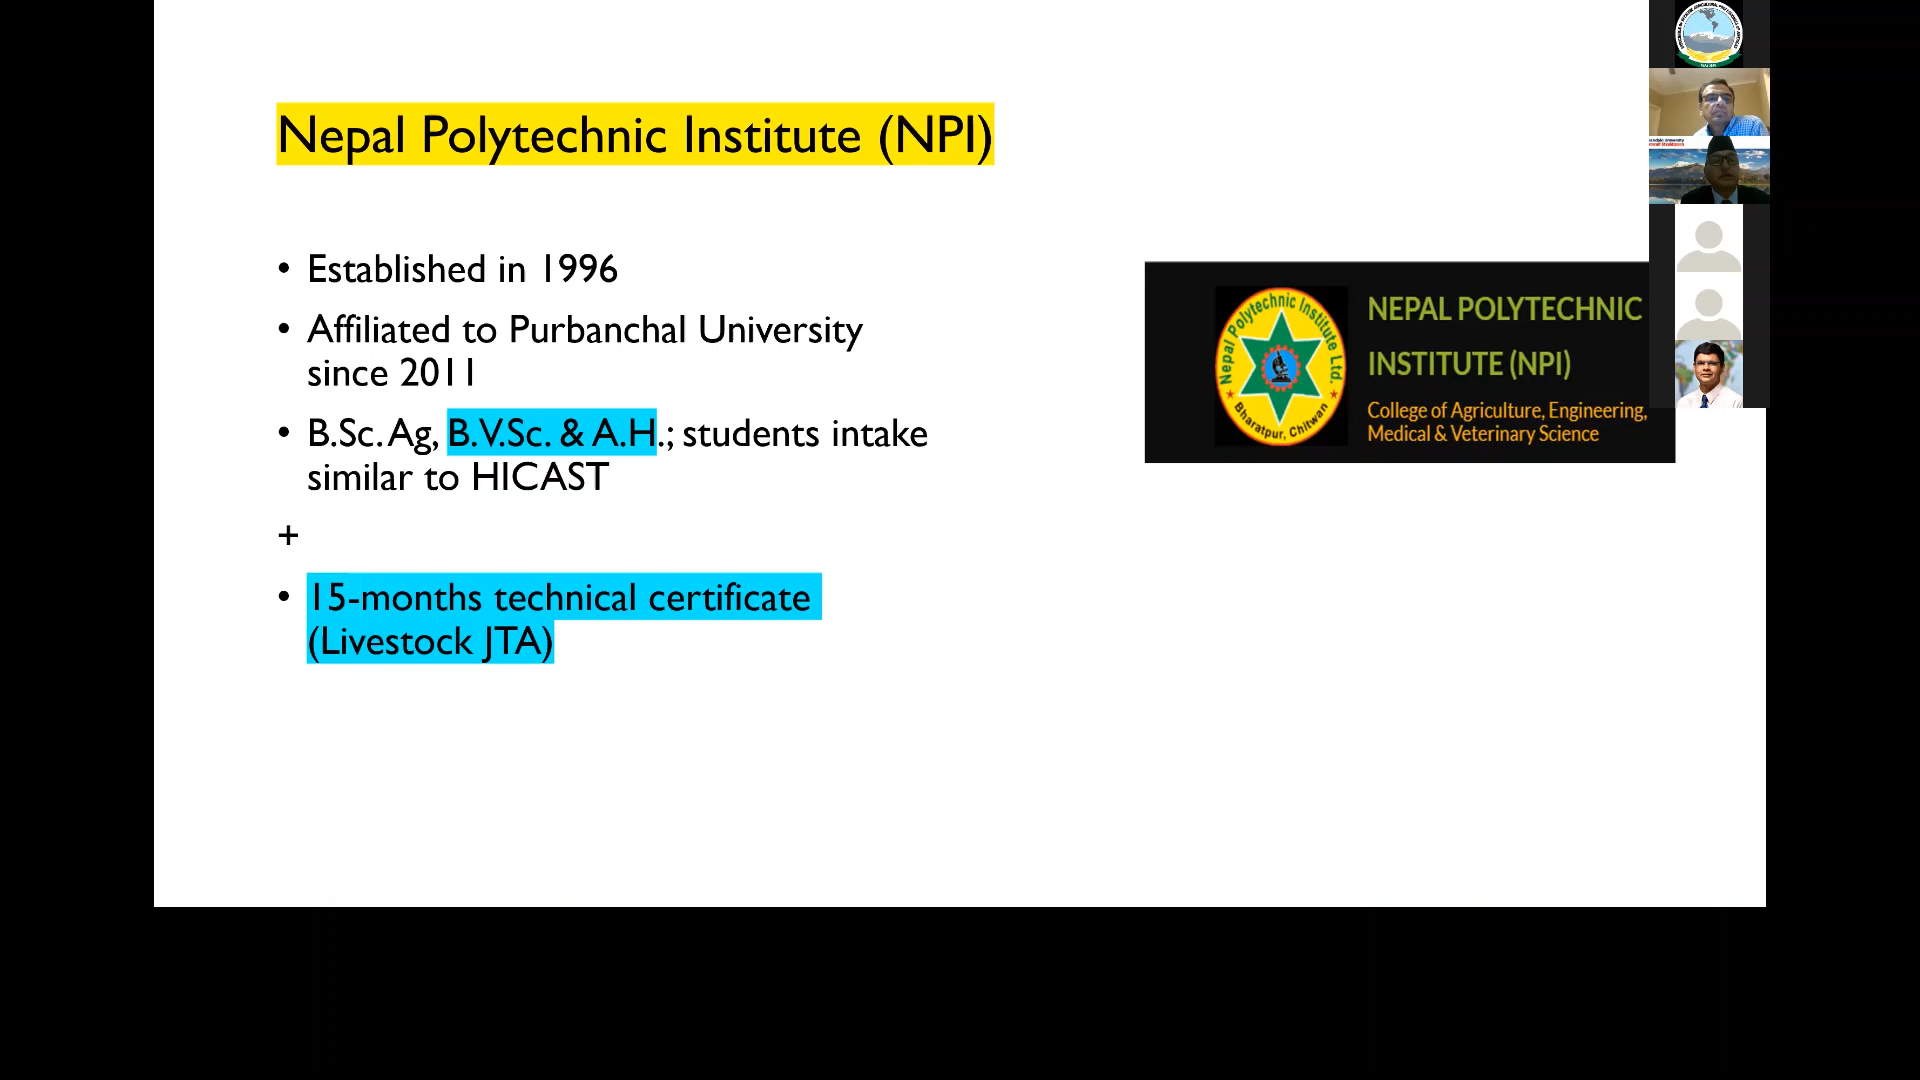 Nepal Polytechnic Institute (NPI)
• Established in 1996
• Affiliated to Purbanchal University
since 2011
• B.Sc. Ag, B.V.Sc. & A.H.; students intake
similar to HICAST
+
• 15-months technical certificate
(Livestock JTA)
Nepal Polytechnic Institute Ltd.
Bharatpur, Chitwan
NEPAL POLYTECHNIC
INSTITUTE (NPI)
College of Agriculture, Engineering,
Medical & Veterinary Science